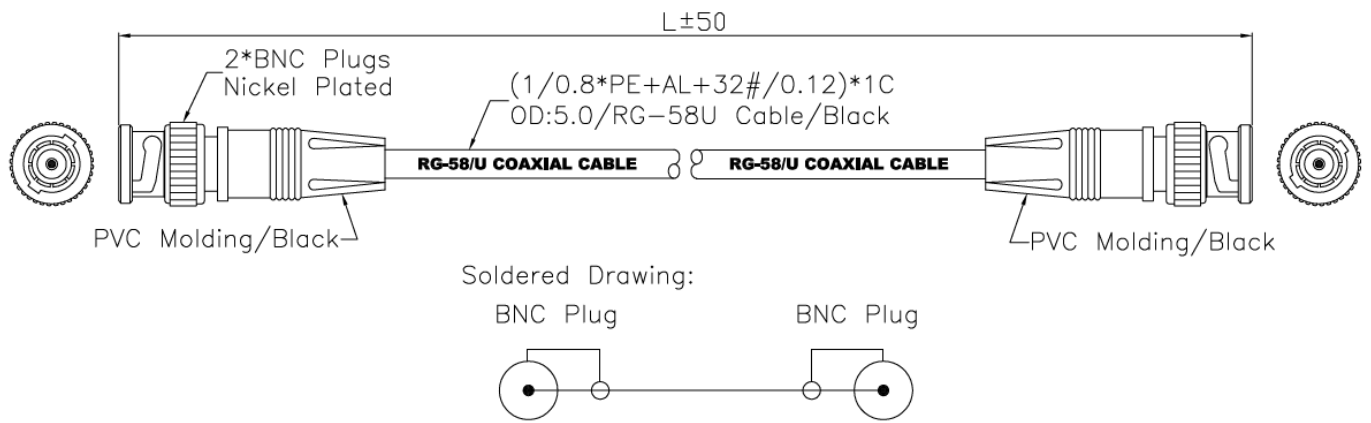 L±50
2*BNC Plugs
Nickel Plated
(1/0.8*PE+AL+32#/0.12)*1C
OD:5.0/RG-58U Cable/Black
RG-58/U COAXIAL CABLE
RG-58/U COAXIAL CABLE
PVC Molding/Black
PVC Molding/Black
Soldered Drawing:
BNC Plug
BNC Plug